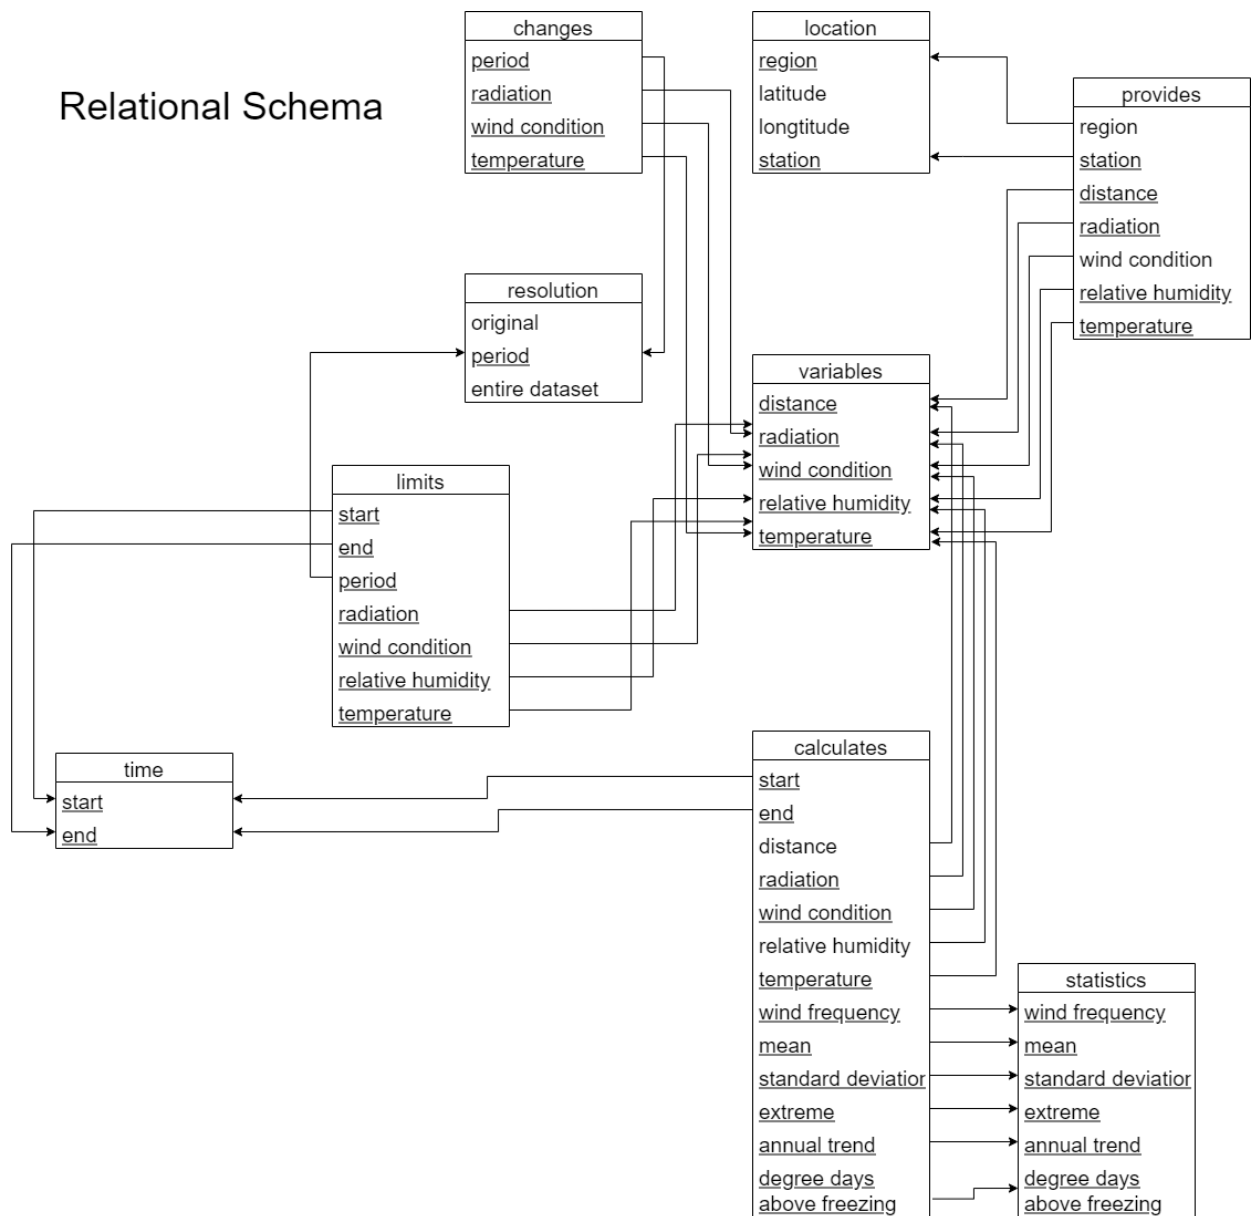 Relational Schema
changes
period
radiation
wind condition
temperature
location
region
latitude
longtitude
station
provides
region
station
distance
radiation
wind condition
relative humidity
temperature
resolution
original
period
entire dataset
variables
distance
radiation
wind condition
relative humidity
temperature
limits
start
end
period
radiation
wind condition
relative humidity
temperature
time
start
end
calculates
start
end
distance
radiation
wind condition
relative humidity
temperature
wind frequency
mean
standard deviatior
extreme
annual trend
degree days
above freezing
statistics
wind frequency
mean
standard deviatior
extreme
annual trend
degree days
above freezing